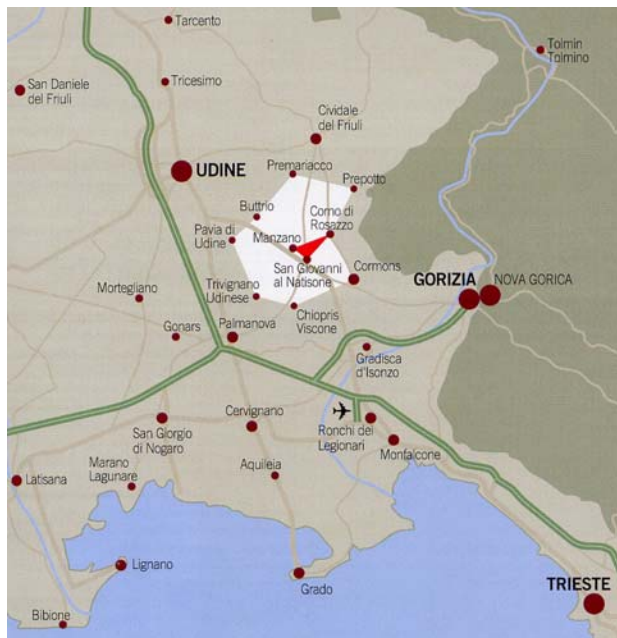 Tarcento
Tolmin
Tolmino
San Daniele
del Friuli
Tricesimo
Cividale
del Friuli
UDINE
Premariacco
Prepotto
Buttrio
Corno di
Rosazzo
Pavia di
Udine
Manzano
San Giovanni
al Natisone
Cormons
GORIZIA
NOVA GORICA
Mortegliano
Trivignano
Udinese
Chiopris
Viscone
Gonars
Palmanova
Gradisca
d'Isonzo
San Giorgio
di Nogaro
Cervignano
Ronchi dei
Legionari
Monfalcone
Marano
Lagunare
Aquileia
Latisana
Lignano
Grado
TRIESTE
Bibione